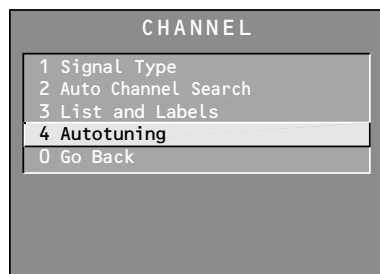 CHANNEL
1 Signal Type
2 Auto Channel Search
3 List and Labels
4 Autotuning
0 Go Back